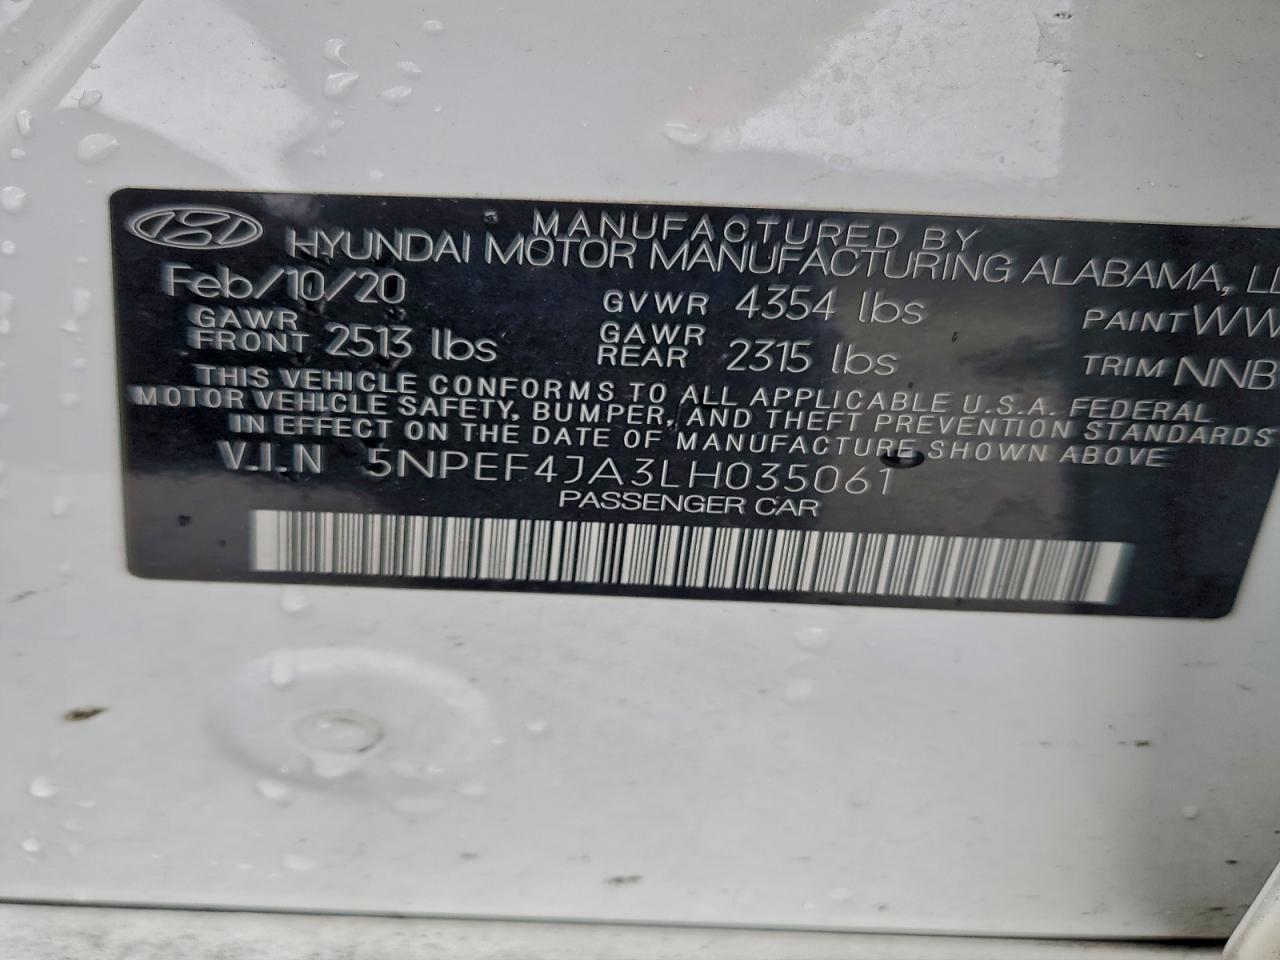 MANUFACTURED BY
HYUNDAI MOTOR MANUFACTURING ALABAMA,
Feb/10/20 GVWR 4354 lbs PAINT
GAWR FRONT 2513 lbs GAWR REAR 2315 lbs TRIM NNB
THIS VEHICLE CONFORMS TO ALL APPLICABLE U.S.A. FEDERAL
MOTOR VEHICLE SAFETY, BUMPER, AND THEFT PREVENTION STANDARDS
IN EFFECT ON THE DATE OF MANUFACTURE SHOWN ABOVE
V.I.N 5NPEF4JA3LH035061
PASSENGER CAR